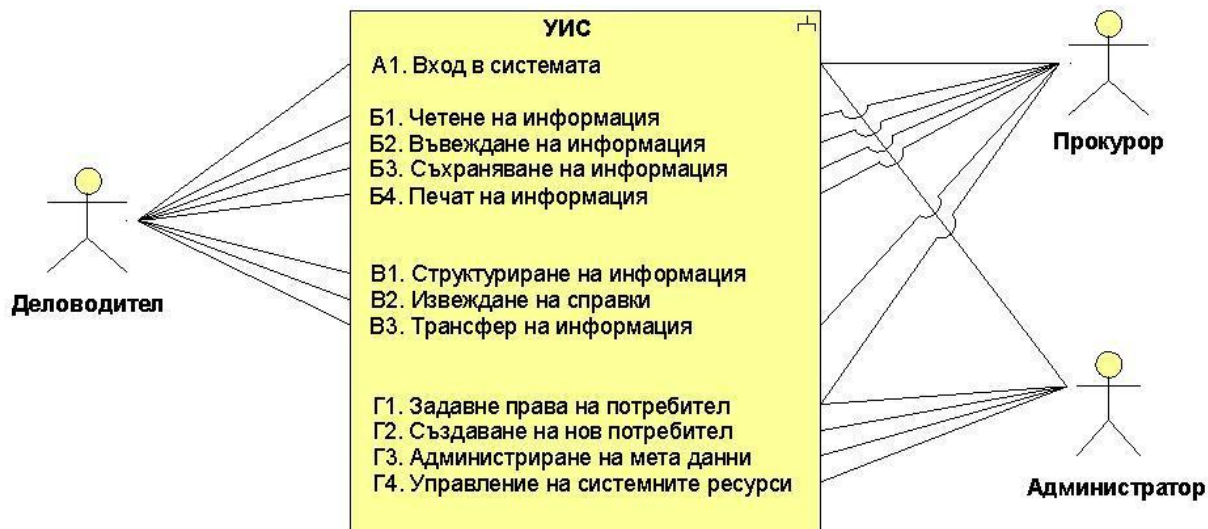 УИС
А1. Вход в системата
Б1. Четене на информация
Б2. Въвеждане на информация
Б3. Съхраняване на информация
Б4. Печат на информация
В1. Структуриране на информация
В2. Извеждане на справки
В3. Трансфер на информация
Г1. Задавне права на потребител
Г2. Създаване на нов потребител
Г3. Администриране на мета данни
Г4. Управление на системните ресурси
Деловодител
Прокурор
Администратор